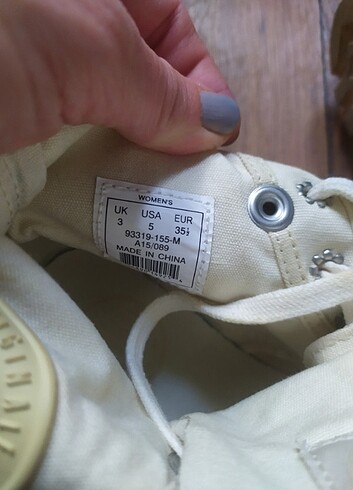 WOMEN'S
UK USA EUR
3 5 35½
93319-155-M
A15/089
MADE IN CHINA